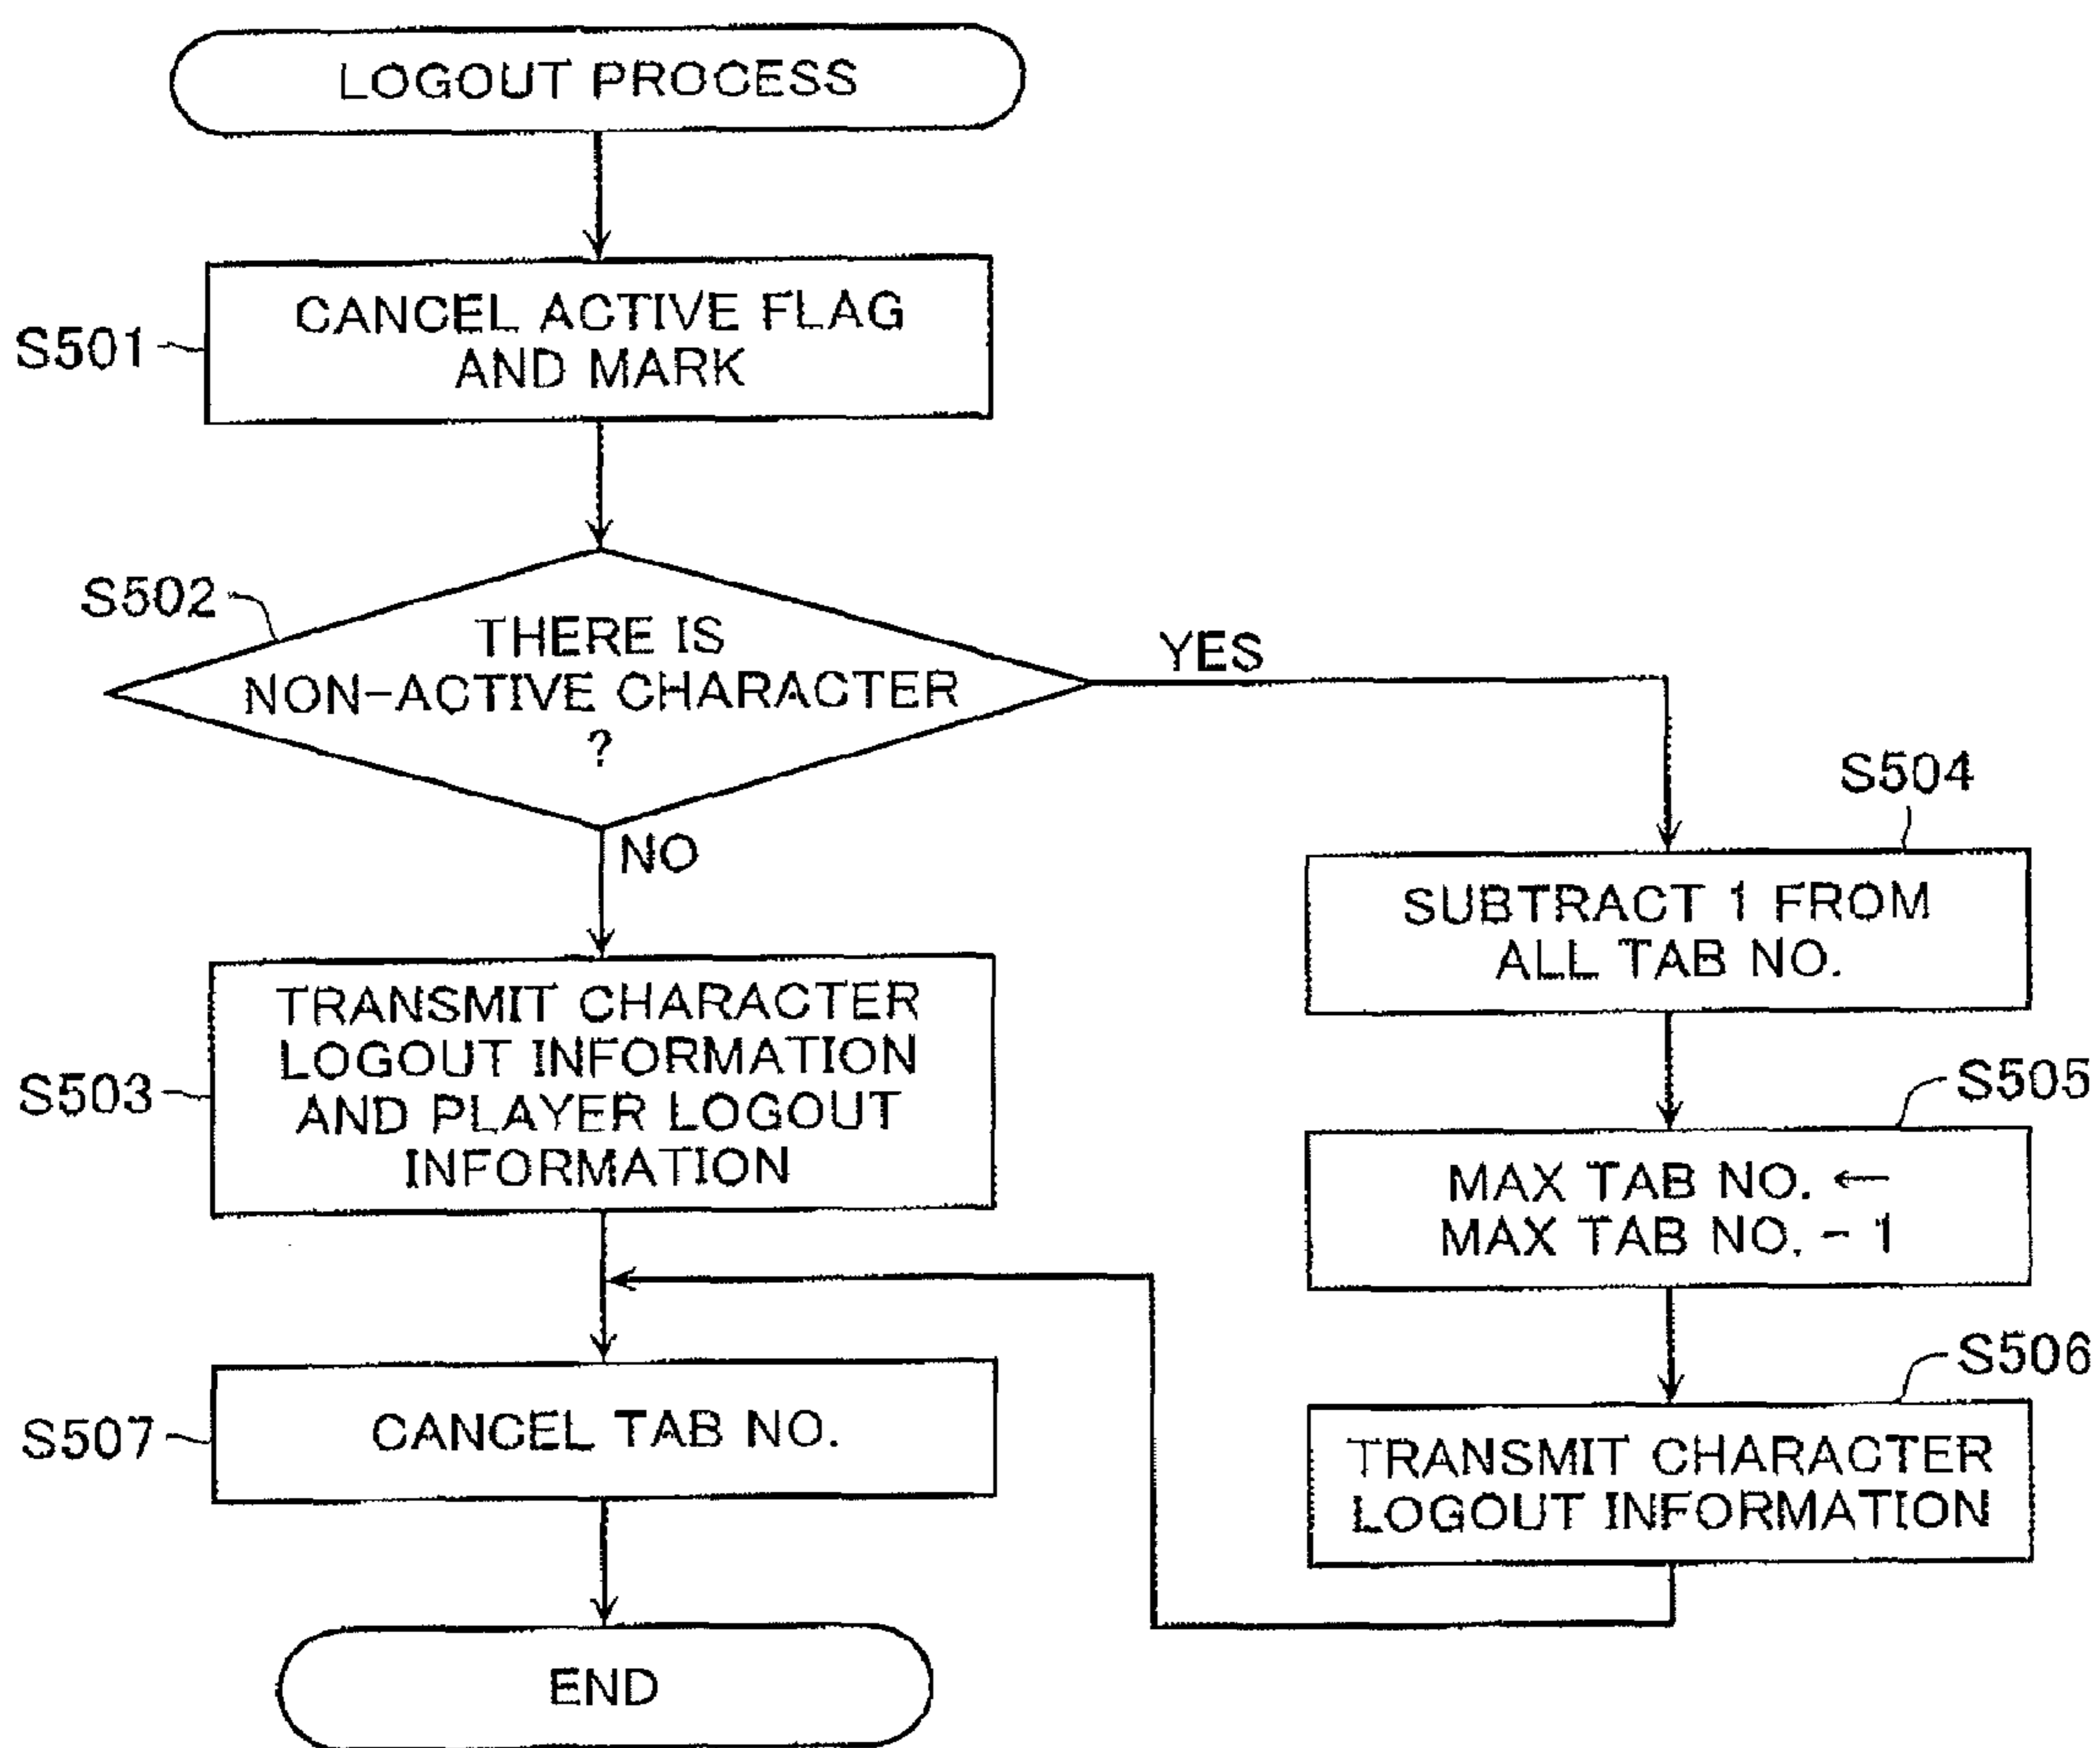 LOGOUT PROCESS
S501
CANCEL ACTIVE FLAG
AND MARK
S502
THERE IS
NON-ACTIVE CHARACTER
?
YES
NO
S503
TRANSMIT CHARACTER
LOGOUT INFORMATION
AND PLAYER LOGOUT
INFORMATION
S504
SUBTRACT 1 FROM
ALL TAB NO.
S505
MAX TAB NO. ←
MAX TAB NO. - 1
S506
TRANSMIT CHARACTER
LOGOUT INFORMATION
S507
CANCEL TAB NO.
END